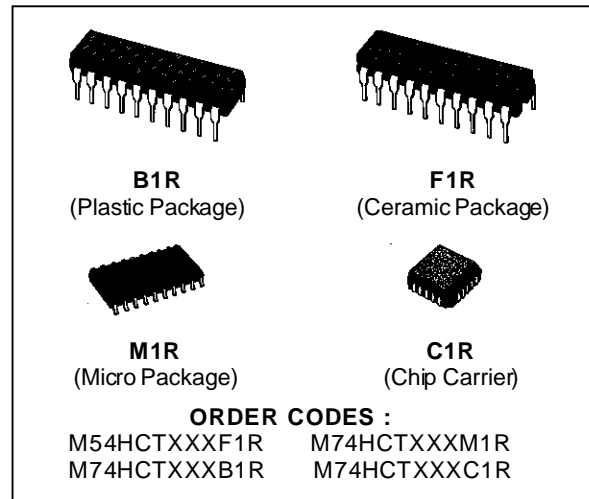 B1R
(Plastic Package)
F1R
(Ceramic Package)
M1R
(Micro Package)
C1R
(Chip Carrier)
ORDER CODES :
M54HCTXXXF1R M74HCTXXXM1R
M74HCTXXXB1R M74HCTXXXC1R